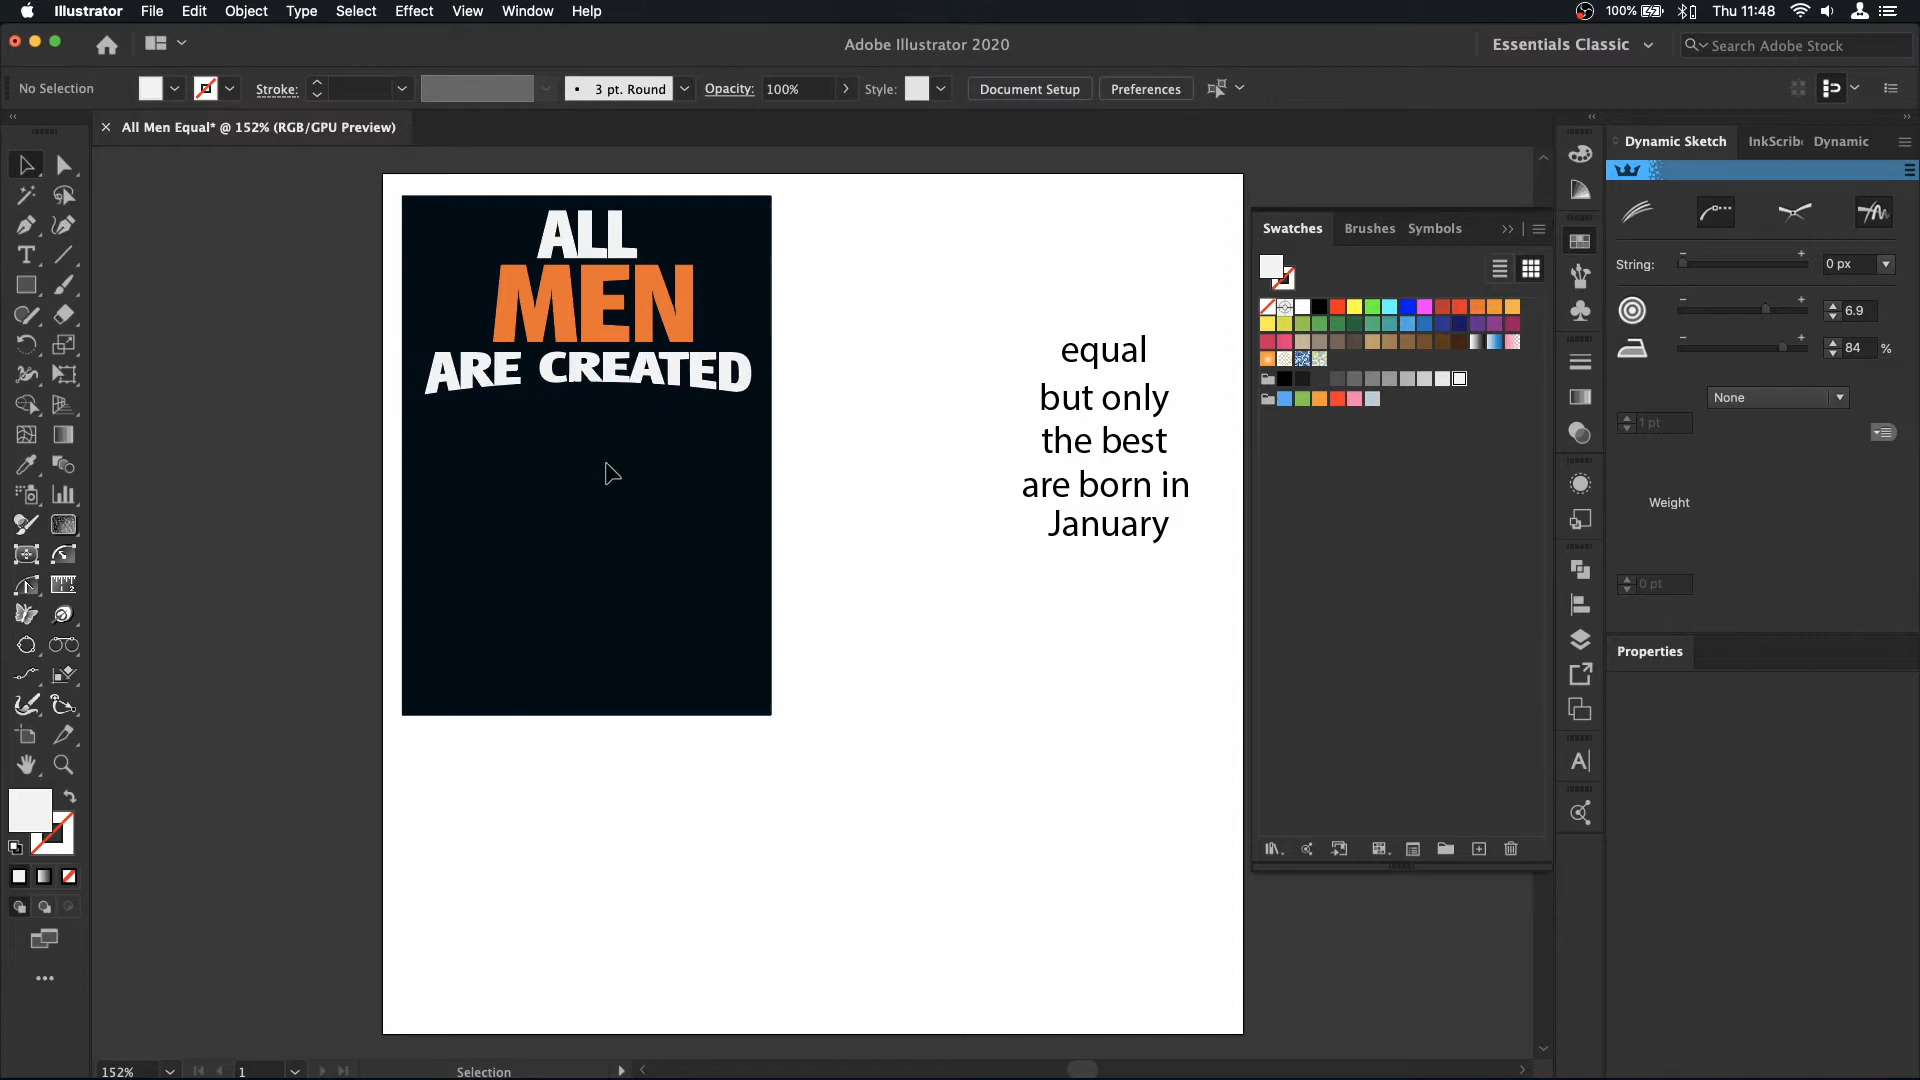 Illustrator File Edit Object Type Select Effect View Window Help
100% Thu 11:48
Adobe Illustrator 2020
Essentials Classic
Search Adobe Stock
No Selection
Stroke:
3 pt. Round
Opacity: 100%
Style:
Document Setup
Preferences
All Men Equal* @ 152% (RGB/GPU Preview)
ALL
MEN
ARE CREATED
equal
but only
the best
are born in
January
Swatches Brushes Symbols
Dynamic Sketch InkScribe Dynamic
String: 0 px
6.9
84 %
None
1 pt
Weight
0 pt
Properties
152%
1
Selection